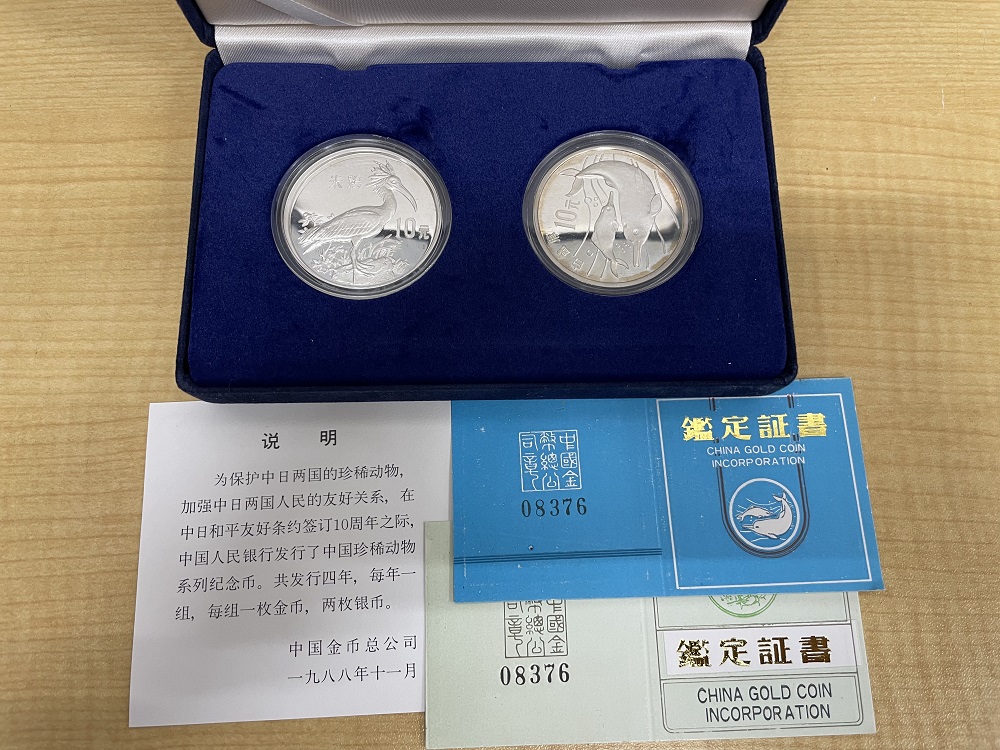 朱鹮
10元
10元
白鳍豚
说 明
为保护中日两国的珍稀动物,
加强中日两国人民的友好关系, 在
中日和平友好条约签订10周年之际,
中国人民银行发行了中国珍稀动物
系列纪念币。共发行四年, 每年一
组, 每组一枚金币, 两枚银币。
中国金币总公司
一九八八年十一月
中國金
幣總公
司章
08376
鑑定証書
CHINA GOLD COIN
INCORPORATION
中國金
幣總公
司章
08376
鑑定証書
CHINA GOLD COIN
INCORPORATION